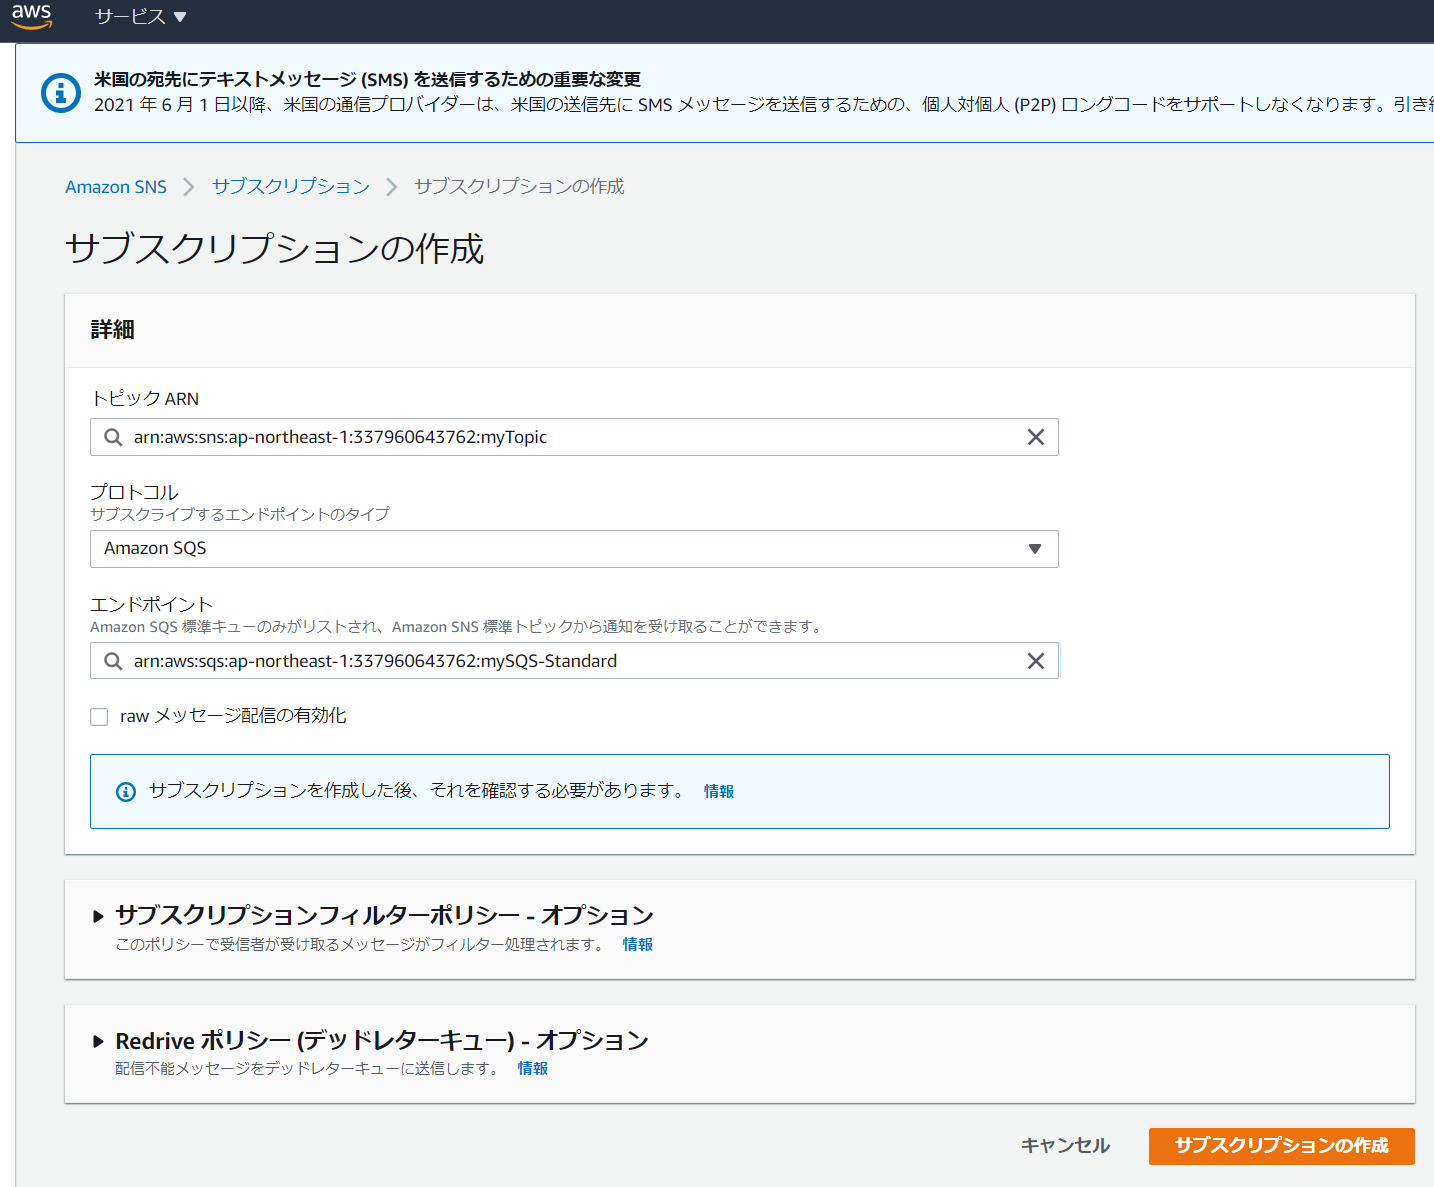 aws
サービス
米国の宛先にテキストメッセージ (SMS) を送信するための重要な変更
2021 年 6 月 1 日以降、米国の通信プロバイダーは、米国の送信先に SMS メッセージを送信するための、個人対個人 (P2P) ロングコードをサポートしなくなります。引き続
Amazon SNS
サブスクリプション
サブスクリプションの作成
サブスクリプションの作成
詳細
トピック ARN
arn:aws:sns:ap-northeast-1:337960643762:myTopic
プロトコル
サブスクライブするエンドポイントのタイプ
Amazon SQS
エンドポイント
Amazon SQS 標準キューのみがリストされ、Amazon SNS 標準トピックから通知を受け取ることができます。
arn:aws:sqs:ap-northeast-1:337960643762:mySQS-Standard
raw メッセージ配信の有効化
サブスクリプションを作成した後、それを確認する必要があります。 情報
サブスクリプションフィルターポリシー - オプション
このポリシーで受信者が受け取るメッセージがフィルター処理されます。 情報
Redrive ポリシー (デッドレターキュー) - オプション
配信不能メッセージをデッドレターキューに送信します。 情報
キャンセル
サブスクリプションの作成